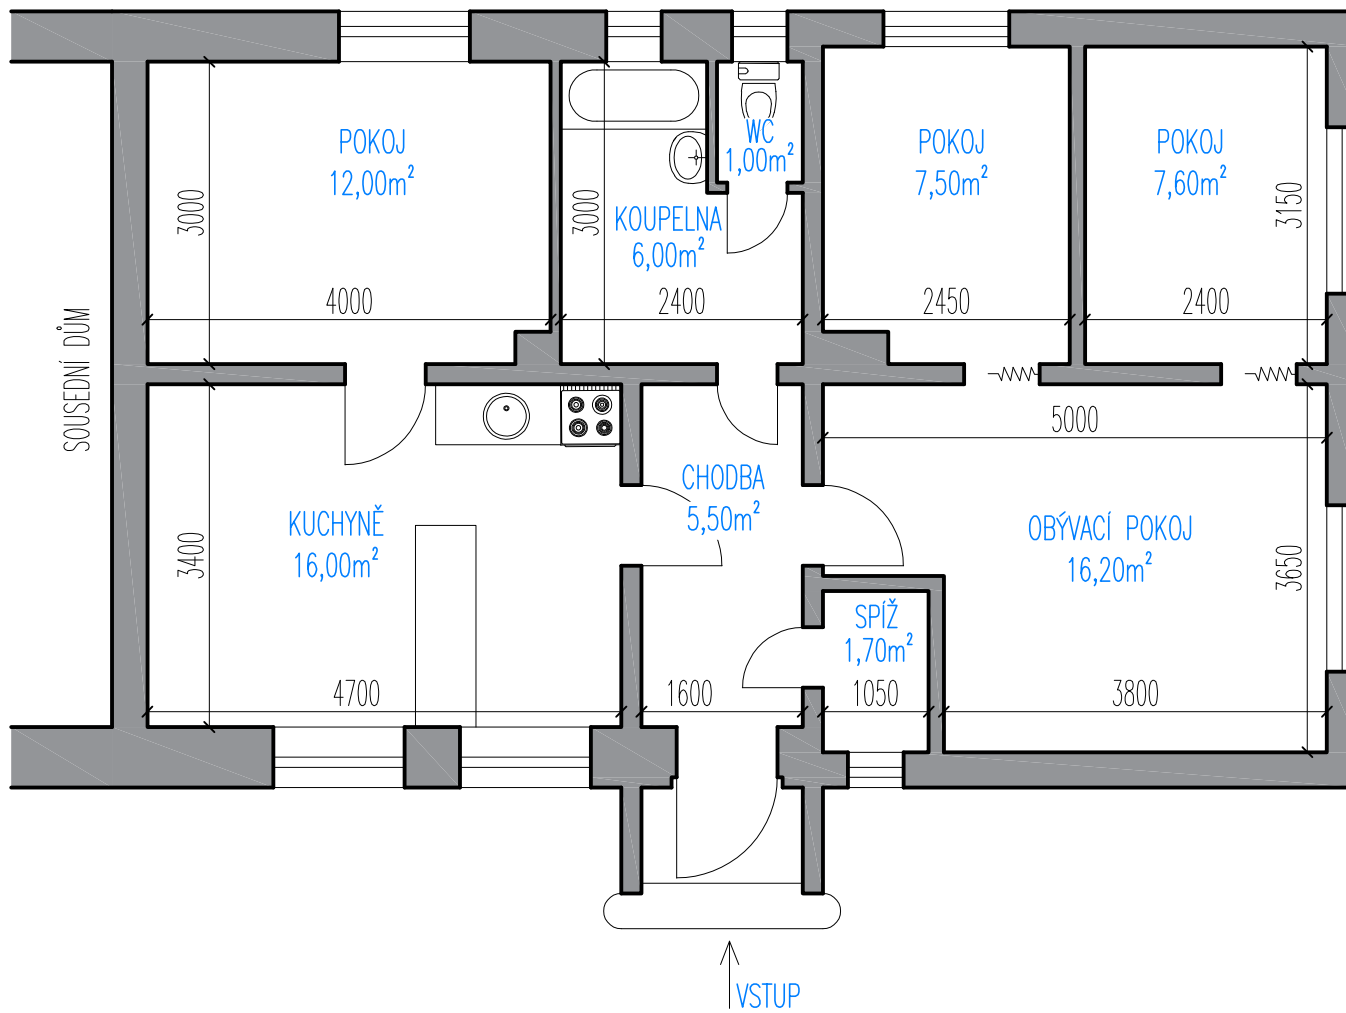 POKOJ
12,00m²
3000
4000
KOUPELNA
6,00m²
3000
2400
WC
1,00m²
POKOJ
7,50m²
2450
POKOJ
7,60m²
3150
2400
SOUSEDNÍ DŮM
KUCHYNĚ
16,00m²
3400
4700
CHODBA
5,50m²
1600
SPÍŽ
1,70m²
1050
5000
OBÝVACÍ POKOJ
16,20m²
3650
3800
VSTUP